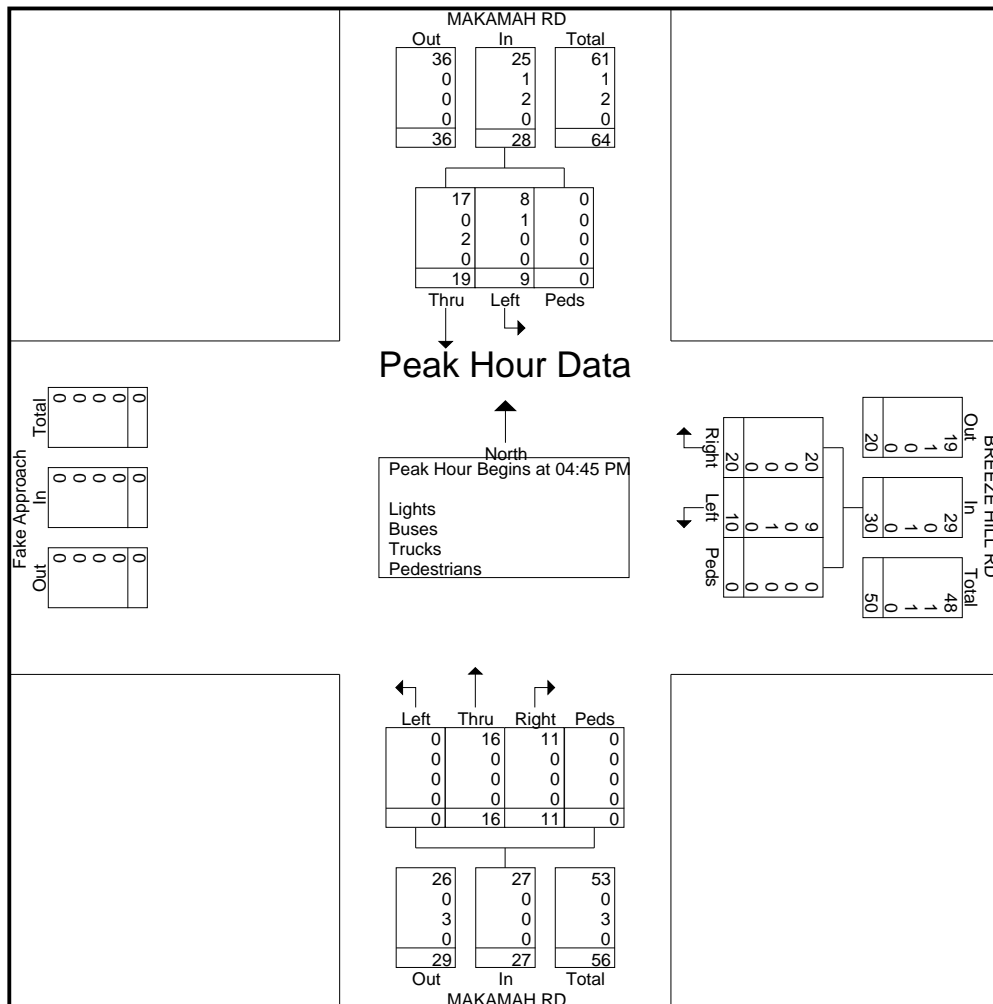 MAKAMAH RD
Out In Total
36 25 61
0 1 1
0 2 2
0 0 0
36 28 64
17 8 0
0 1 0
2 0 0
0 0 0
19 9 0
Thru Left Peds
Peak Hour Data
North
Peak Hour Begins at 04:45 PM
Lights
Buses
Trucks
Pedestrians
Fake Approach
Out In Total
0 0 0
0 0 0
0 0 0
0 0 0
0 0 0
BREEZE HILL RD
Out In Total
19 29 48
1 0 1
0 1 1
0 0 0
20 30 50
20 9 0
0 0 0
0 1 0
0 0 0
20 10 0
Right Left Peds
Left Thru Right Peds
0 16 11 0
0 0 0 0
0 0 0 0
0 0 0 0
0 16 11 0
26 27 53
0 0 0
3 0 3
0 0 0
29 27 56
Out In Total
MAKAMAH RD